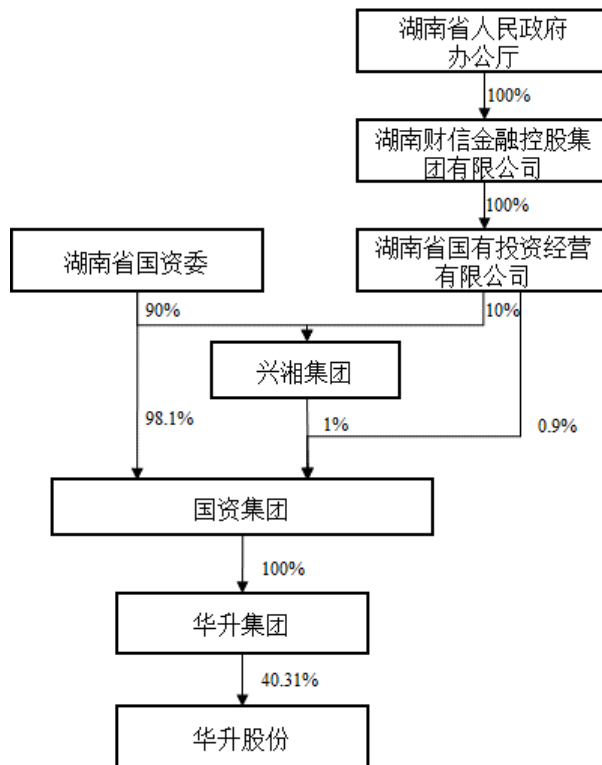 湖南省人民政府
办公厅
100%
湖南财信金融控股集
团有限公司
100%
湖南省国资委
湖南省国有投资经营
有限公司
90%
10%
兴湘集团
98.1%
1%
0.9%
国资集团
100%
华升集团
40.31%
华升股份